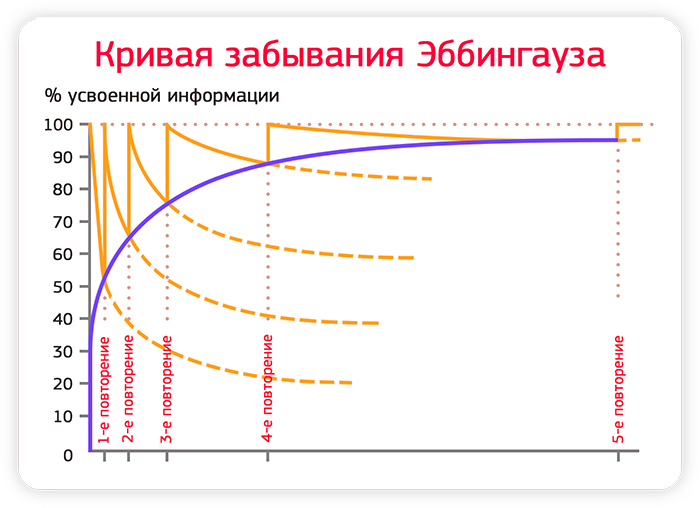 Кривая забывания Эббингауза
% усвоенной информации
100
90
80
70
60
50
40
30
20
10
0
1-е повторение
2-е повторение
3-е повторение
4-е повторение
5-е повторение